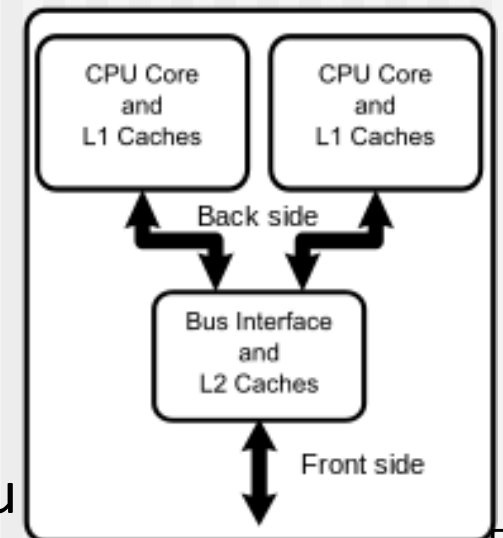 CPU Core
and
L1 Caches
CPU Core
and
L1 Caches
Back side
Bus Interface
and
L2 Caches
Front side